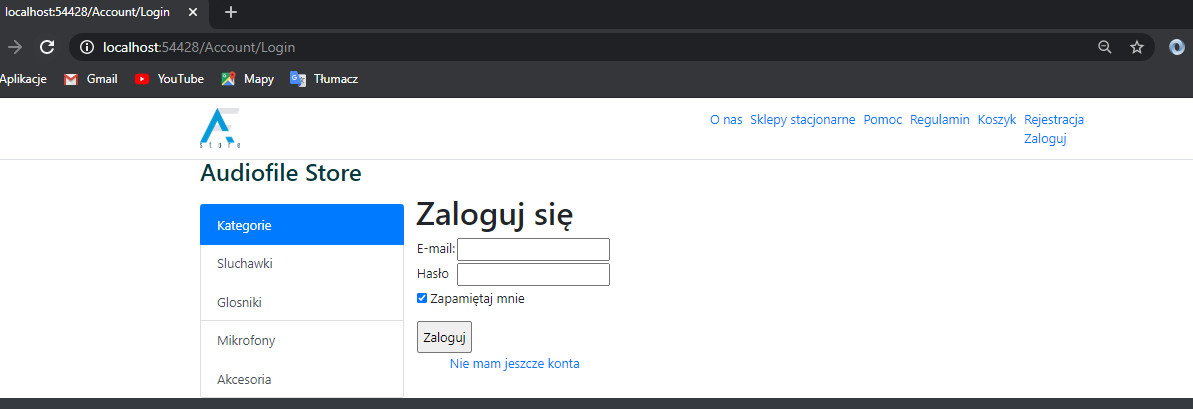 localhost:54428/Account/Login
localhost:54428/Account/Login
Aplikacje Gmail YouTube Mapy Tłumacz
STORE
O nas Sklepy stacjonarne Pomoc Regulamin Koszyk Rejestracja
Zaloguj
Audiofile Store
Kategorie
Sluchawki
Glosniki
Mikrofony
Akcesoria
Zaloguj się
E-mail:
Hasło
Zapamiętaj mnie
Zaloguj
Nie mam jeszcze konta